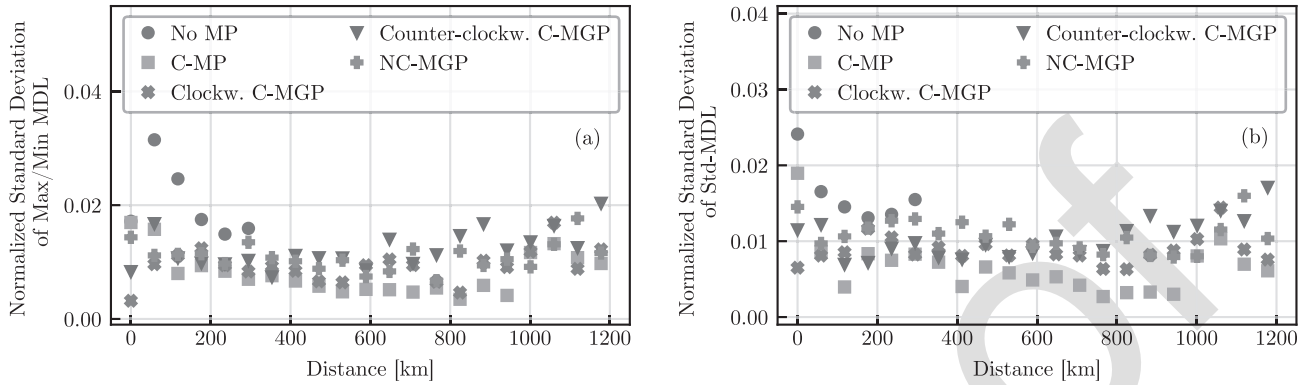 Normalized Standard Deviation
of Max/Min MDL
0.04
0.02
0.00
No MP
C-MP
Clockw. C-MGP
Counter-clockw. C-MGP
NC-MGP
(a)
0 200 400 600 800 1000 1200
Distance [km]
Normalized Standard Deviation
of Std-MDL
0.04
0.03
0.02
0.01
0.00
No MP
C-MP
Clockw. C-MGP
Counter-clockw. C-MGP
NC-MGP
(b)
0 200 400 600 800 1000 1200
Distance [km]
of